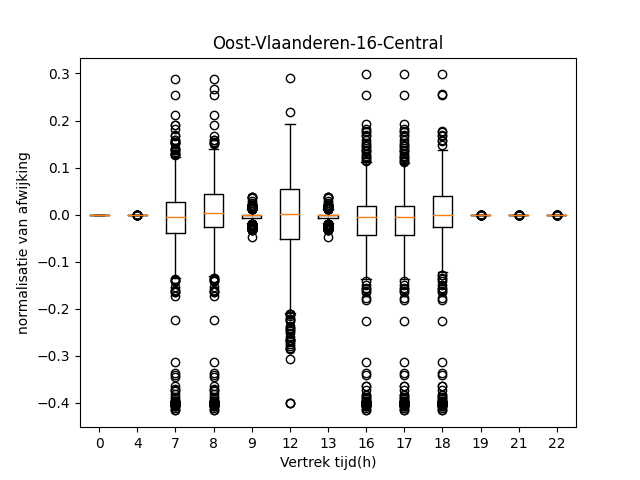 Oost-Vlaanderen-16-Central
normalisatie van afwijking
0.3
0.2
0.1
0.0
−0.1
−0.2
−0.3
−0.4
0 4 7 8 9 12 13 16 17 18 19 21 22
Vertrek tijd(h)